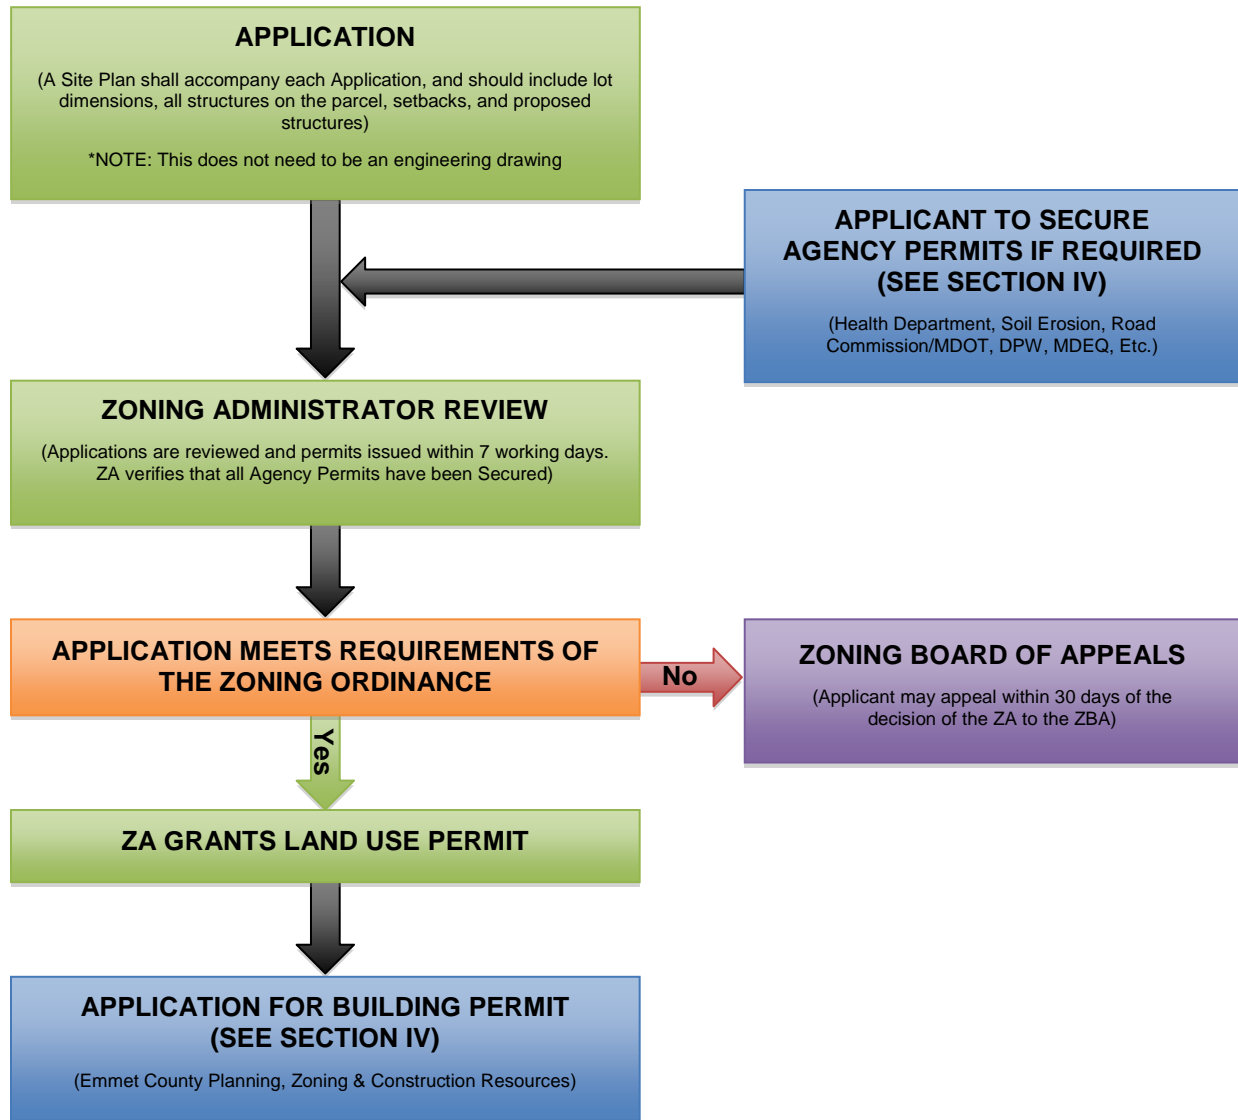 APPLICATION
(A Site Plan shall accompany each Application, and should include lot
dimensions, all structures on the parcel, setbacks, and proposed
structures)
*NOTE: This does not need to be an engineering drawing
APPLICANT TO SECURE
AGENCY PERMITS IF REQUIRED
(SEE SECTION IV)
(Health Department, Soil Erosion, Road
Commission/MDOT, DPW, MDEQ, Etc.)
ZONING ADMINISTRATOR REVIEW
(Applications are reviewed and permits issued within 7 working days.
ZA verifies that all Agency Permits have been Secured)
APPLICATION MEETS REQUIREMENTS OF
THE ZONING ORDINANCE
No
ZONING BOARD OF APPEALS
(Applicant may appeal within 30 days of the
decision of the ZA to the ZBA)
Yes
ZA GRANTS LAND USE PERMIT
APPLICATION FOR BUILDING PERMIT
(SEE SECTION IV)
(Emmet County Planning, Zoning & Construction Resources)